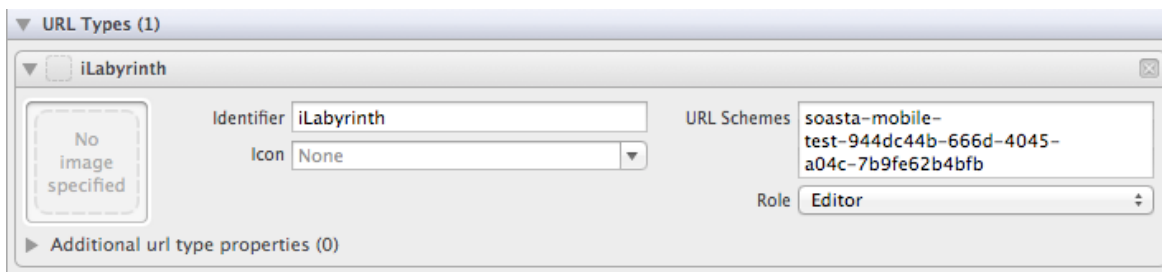 URL Types (1)
iLabyrinth
No
image
specified
Identifier iLabyrinth
Icon None
URL Schemes soasta-mobile-
test-944dc44b-666d-4045-
a04c-7b9fe62b4bfb
Role Editor
Additional url type properties (0)